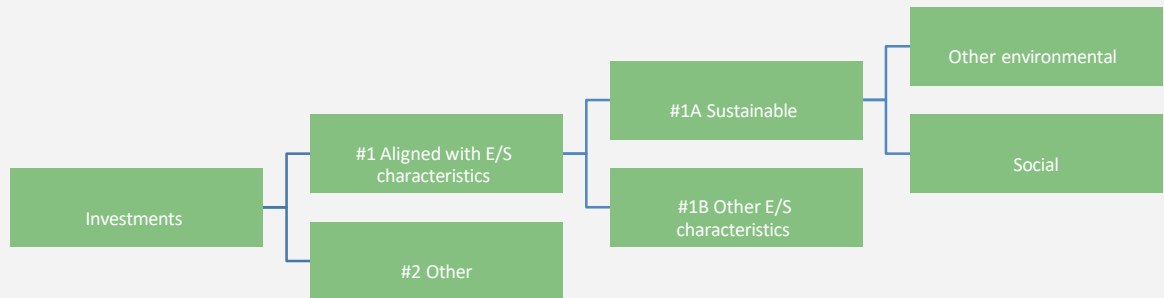 Investments
#1 Aligned with E/S
characteristics
#2 Other
#1A Sustainable
#1B Other E/S
characteristics
Other environmental
Social